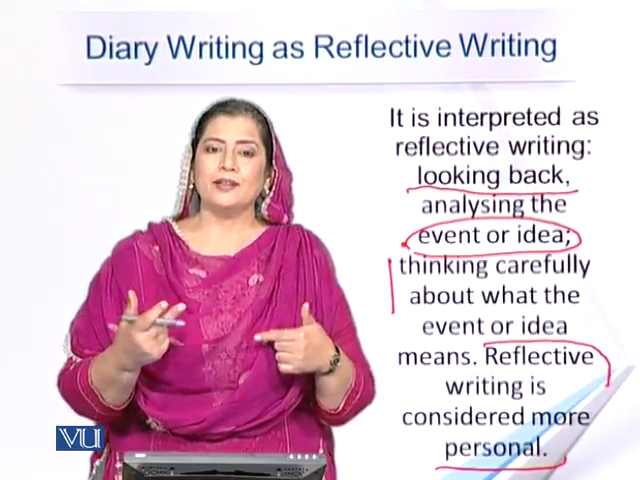 Diary Writing as Reflective Writing
It is interpreted as
reflective writing:
looking back,
analysing the
event or idea;
thinking carefully
about what the
event or idea
means. Reflective
writing is
considered more
personal.
VU